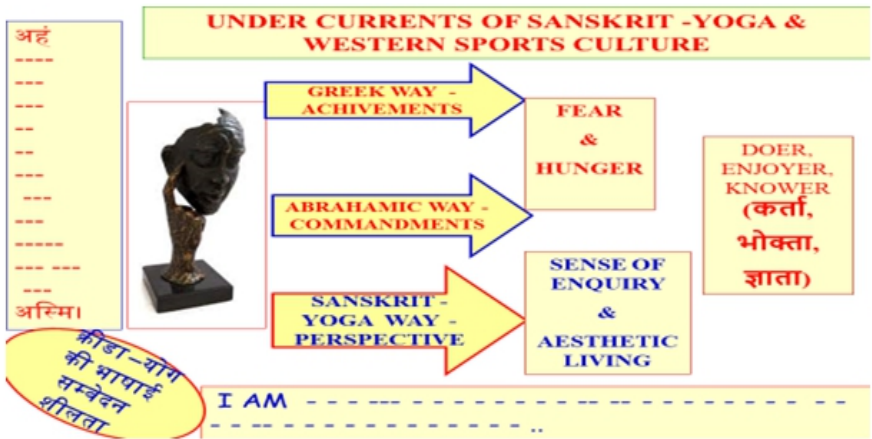 UNDER CURRENTS OF SANSKRIT -YOGA &
WESTERN SPORTS CULTURE
अहं
----
---
---
--
--
---
---
---
-----
--- ---
---
अस्मि।
GREEK WAY -
ACHIVEMENTS
ABRAHAMIC WAY -
COMMANDMENTS
SANSKRIT -
YOGA WAY -
PERSPECTIVE
FEAR
&
HUNGER
SENSE OF
ENQUIRY
&
AESTHETIC
LIVING
DOER,
ENJOYER,
KNOWER
(कर्ता,
भोक्ता,
ज्ञाता)
क्रीडा–योग
की भाषाई
सम्वेदन
शीलता
I AM - - - --- - - - - - - - - -- -- - - - - - - - - - --
- - -- - - - - - - - - - - - - ..